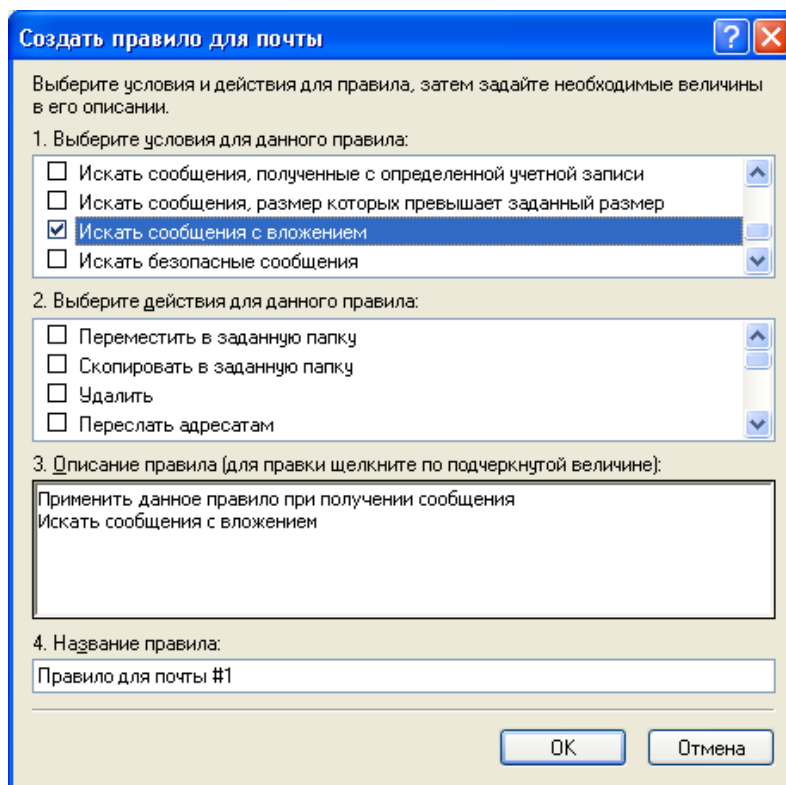 Создать правило для почты
Выберите условия и действия для правила, затем задайте необходимые величины
в его описании.
1. Выберите условия для данного правила:
Искать сообщения, полученные с определенной учетной записи
Искать сообщения, размер которых превышает заданный размер
Искать сообщения с вложением
Искать безопасные сообщения
2. Выберите действия для данного правила:
Переместить в заданную папку
Скопировать в заданную папку
Удалить
Переслать адресатам
3. Описание правила (для правки щелкните по подчеркнутой величине):
Применить данное правило при получении сообщения
Искать сообщения с вложением
4. Название правила:
Правило для почты #1
OK
Отмена